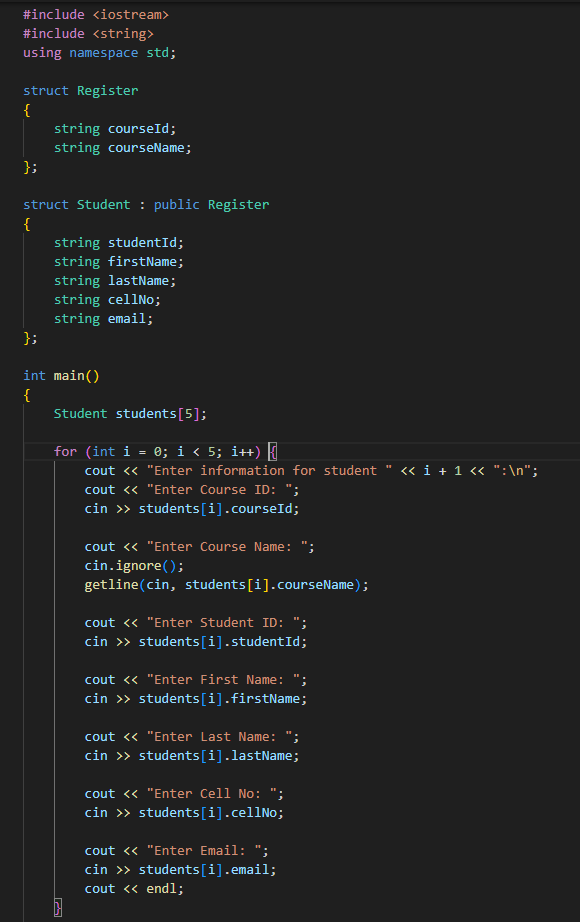 #include <iostream>
#include <string>
using namespace std;
struct Register
{
string courseId;
string courseName;
};
struct Student : public Register
{
string studentId;
string firstName;
string lastName;
string cellNo;
string email;
};
int main()
{
Student students[5];
for (int i = 0; i < 5; i++) {
cout << "Enter information for student " << i + 1 << ":\n";
cout << "Enter Course ID: ";
cin >> students[i].courseId;
cout << "Enter Course Name: ";
cin.ignore();
getline(cin, students[i].courseName);
cout << "Enter Student ID: ";
cin >> students[i].studentId;
cout << "Enter First Name: ";
cin >> students[i].firstName;
cout << "Enter Last Name: ";
cin >> students[i].lastName;
cout << "Enter Cell No: ";
cin >> students[i].cellNo;
cout << "Enter Email: ";
cin >> students[i].email;
cout << endl;
}